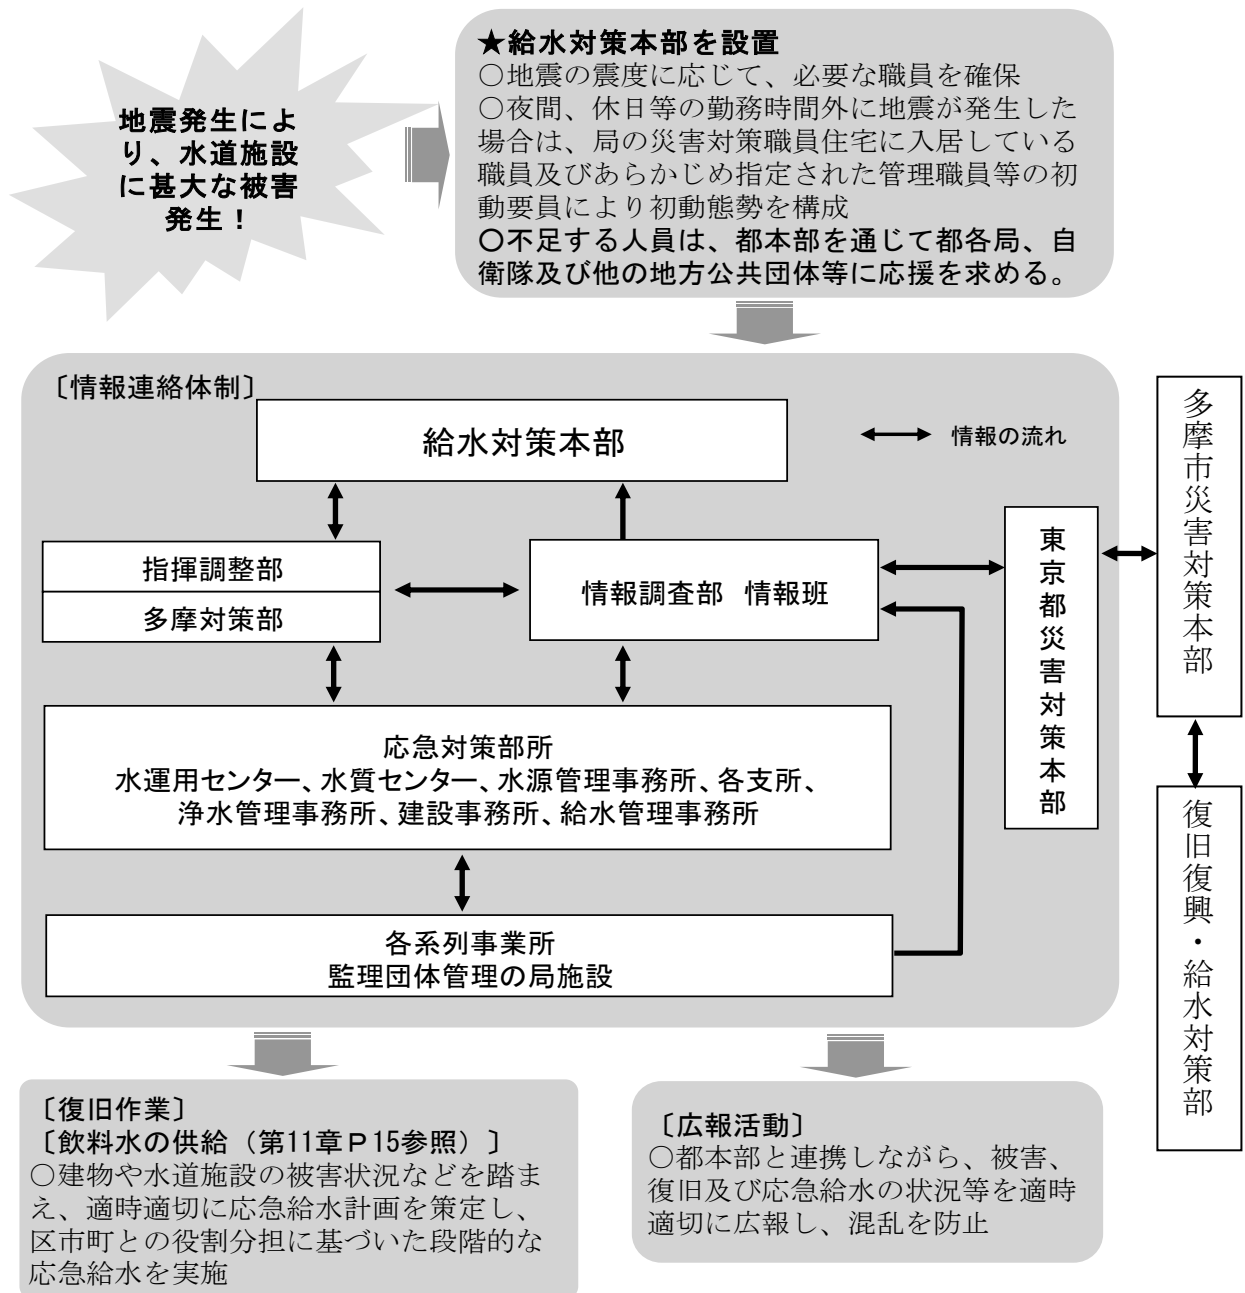 地震発生によ
り、水道施設
に甚大な被害
発生！
★給水対策本部を設置
○地震の震度に応じて、必要な職員を確保
○夜間、休日等の勤務時間外に地震が発生した
場合は、局の災害対策職員住宅に入居している
職員及びあらかじめ指定された管理職員等の初
動要員により初動態勢を構成
○不足する人員は、都本部を通じて都各局、自
衛隊及び他の地方公共団体等に応援を求める。
〔情報連絡体制〕
給水対策本部
情報の流れ
指揮調整部
多摩対策部
情報調査部 情報班
東京都災害対策本部
多摩市災害対策本部
応急対策部所
水運用センター、水質センター、水源管理事務所、各支所、
浄水管理事務所、建設事務所、給水管理事務所
各系列事業所
監理団体管理の局施設
復旧復興・給水対策部
〔復旧作業〕
〔飲料水の供給（第11章Ｐ15参照）〕
○建物や水道施設の被害状況などを踏ま
え、適時適切に応急給水計画を策定し、
区市町との役割分担に基づいた段階的な
応急給水を実施
〔広報活動〕
○都本部と連携しながら、被害、
復旧及び応急給水の状況等を適時
適切に広報し、混乱を防止